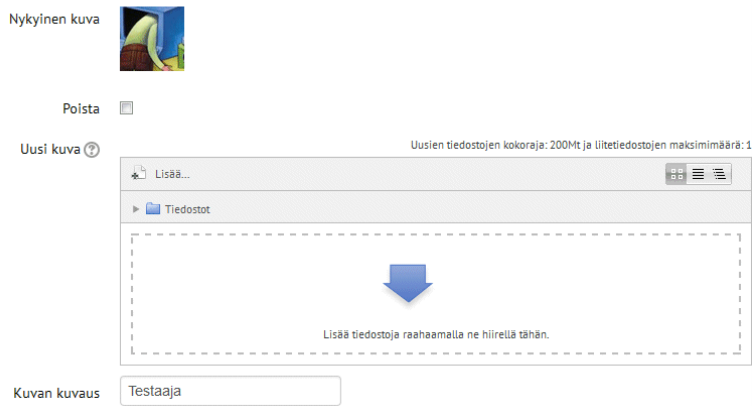 Nykyinen kuva
Poista
Uusi kuva
Uusien tiedostojen kokoraja: 200Mt ja liitetiedostojen maksimimäärä: 1
Lisää...
Tiedostot
Lisää tiedostoja raahaamalla ne hiirellä tähän.
Kuvan kuvaus
Testaaja